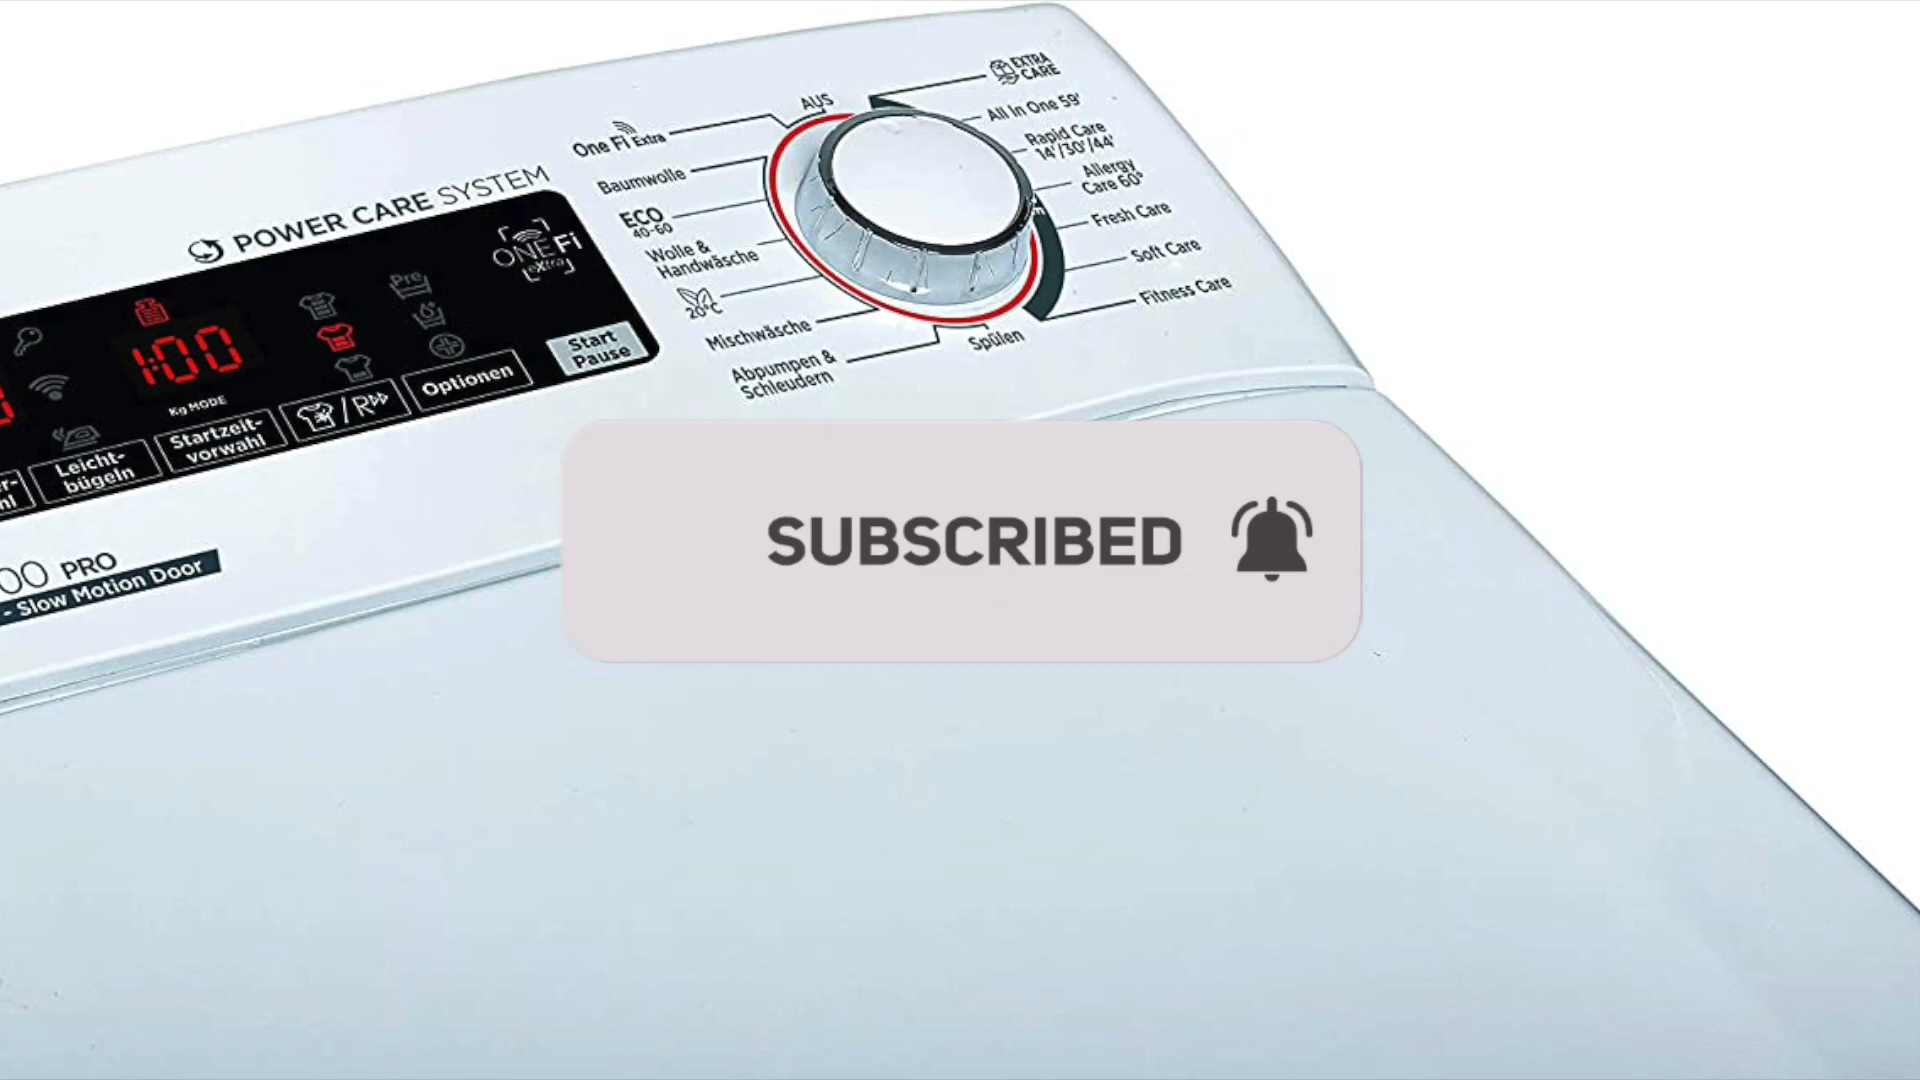 EXTRA
CARE
AUS
All In One 59'
One Fi Extra
Rapid Care
14'/30'/44'
Baumwolle
Allergy
Care 60°
POWER CARE SYSTEM
ECO
40-60
Fresh Care
ONE Fi
extra
Wolle &
Handwäsche
Soft Care
Pre
20°C
Fitness Care
Mischwäsche
Spülen
1:00
Start
Pause
Abpumpen &
Schleudern
Optionen
Kg MODE
/R
Startzeit-
vorwahl
Leicht-
bügeln
SUBSCRIBED
00 PRO
- Slow Motion Door